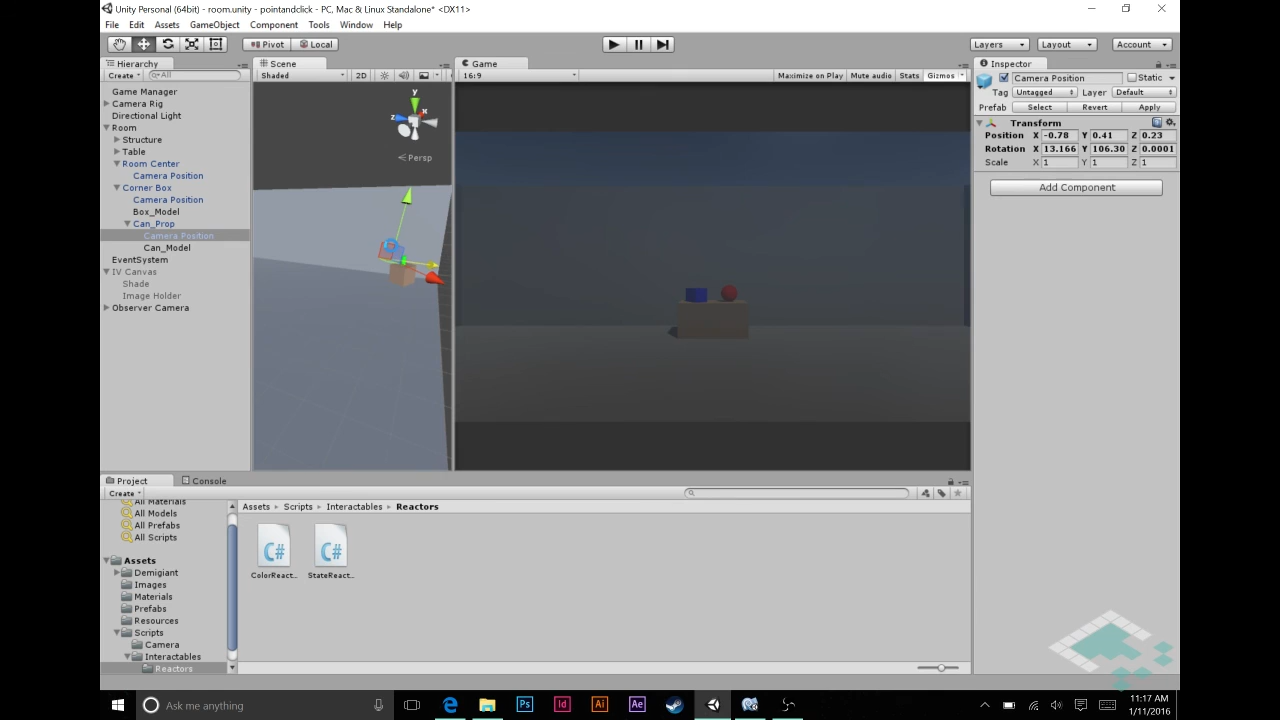 Unity Personal (64bit) - room.unity - pointandclick - PC, Mac & Linux Standalone* <DX11>
File Edit Assets GameObject Component Tools Window Help
Pivot Local Layers Layout Account
Hierarchy
Create All
Game Manager
Camera Rig
Directional Light
Room
Structure
Table
Room Center
Camera Position
Corner Box
Camera Position
Box_Model
Can_Prop
Camera Position
Can_Model
EventSystem
IV Canvas
Shade
Image Holder
Observer Camera
Scene
Shaded 2D
y
x
z
Persp
Game
16:9 Maximize on Play Mute audio Stats Gizmos
Inspector
Camera Position Static
Tag Untagged Layer Default
Prefab Select Revert Apply
Transform
Position X -0.78 Y 0.41 Z 0.23
Rotation X 13.166 Y 106.30 Z 0.0001
Scale X 1 Y 1 Z 1
Add Component
Project Console
Create
All Materials
All Models
All Prefabs
All Scripts
Assets
Demigiant
Images
Materials
Prefabs
Resources
Scripts
Camera
Interactables
Reactors
Assets Scripts Interactables Reactors
C# C#
ColorReact... StateReact...
Ask me anything
Ps Id Ai Ae
11:17 AM
1/11/2016